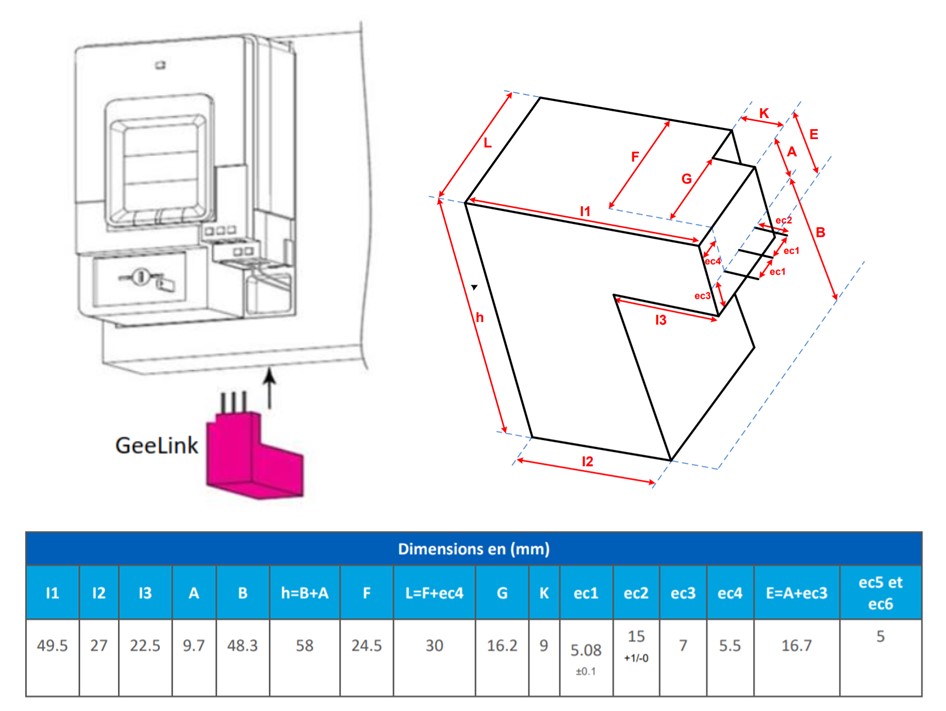 GeeLink
L
F
K
E
A
G
l1
ec2
B
ec1
ec4
ec1
ec3
l3
h
l2
Dimensions en (mm)
l1 l2 l3 A B h=B+A F L=F+ec4 G K ec1 ec2 ec3 ec4 E=A+ec3 ec5 et
ec6
49.5 27 22.5 9.7 48.3 58 24.5 30 16.2 9 5.08 15 7 5.5 16.7 5
±0.1 +1/-0